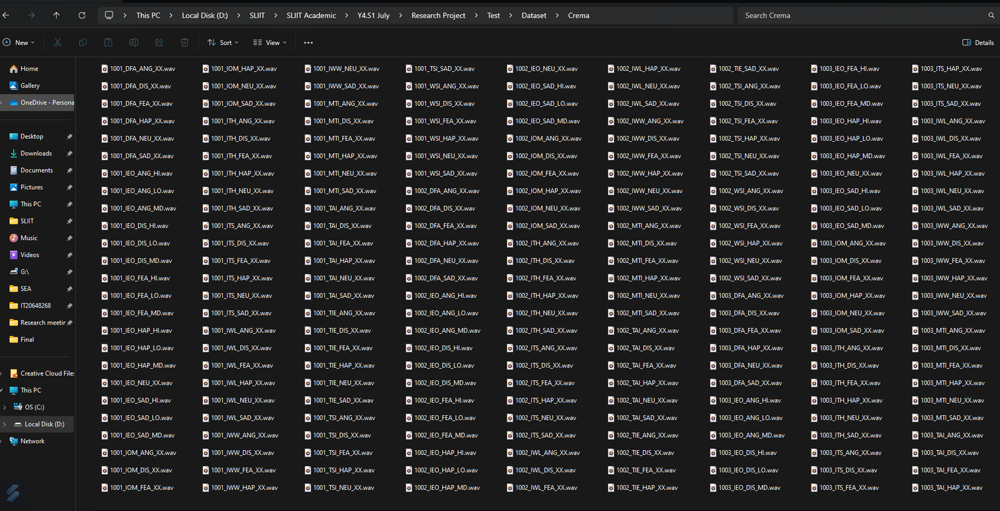 This PC > Local Disk (D:) > SLIIT > SLIIT Academic > Y4.S1 July > Research Project > Test > Dataset > Crema
Search Crema
New
Sort
View
Details
Home
Gallery
OneDrive - Persona
Desktop
Downloads
Documents
Pictures
This PC
SLIIT
Music
Videos
G:\
SEA
IT20648268
Research meetir
Final
Creative Cloud Files
This PC
OS (C:)
Local Disk (D:)
Network
1001_DFA_ANG_XX.wav
1001_DFA_DIS_XX.wav
1001_DFA_FEA_XX.wav
1001_DFA_HAP_XX.wav
1001_DFA_NEU_XX.wav
1001_DFA_SAD_XX.wav
1001_IEO_ANG_HI.wav
1001_IEO_ANG_LO.wav
1001_IEO_ANG_MD.wav
1001_IEO_DIS_HI.wav
1001_IEO_DIS_LO.wav
1001_IEO_DIS_MD.wav
1001_IEO_FEA_HI.wav
1001_IEO_FEA_LO.wav
1001_IEO_FEA_MD.wav
1001_IEO_HAP_HI.wav
1001_IEO_HAP_LO.wav
1001_IEO_HAP_MD.wav
1001_IEO_NEU_XX.wav
1001_IEO_SAD_HI.wav
1001_IEO_SAD_LO.wav
1001_IEO_SAD_MD.wav
1001_IOM_ANG_XX.wav
1001_IOM_DIS_XX.wav
1001_IOM_FEA_XX.wav
1001_IOM_HAP_XX.wav
1001_IOM_NEU_XX.wav
1001_IOM_SAD_XX.wav
1001_ITH_ANG_XX.wav
1001_ITH_DIS_XX.wav
1001_ITH_FEA_XX.wav
1001_ITH_HAP_XX.wav
1001_ITH_NEU_XX.wav
1001_ITH_SAD_XX.wav
1001_ITS_ANG_XX.wav
1001_ITS_DIS_XX.wav
1001_ITS_FEA_XX.wav
1001_ITS_HAP_XX.wav
1001_ITS_NEU_XX.wav
1001_ITS_SAD_XX.wav
1001_IWL_ANG_XX.wav
1001_IWL_DIS_XX.wav
1001_IWL_FEA_XX.wav
1001_IWL_HAP_XX.wav
1001_IWL_NEU_XX.wav
1001_IWL_SAD_XX.wav
1001_IWW_ANG_XX.wav
1001_IWW_DIS_XX.wav
1001_IWW_FEA_XX.wav
1001_IWW_HAP_XX.wav
1001_IWW_NEU_XX.wav
1001_IWW_SAD_XX.wav
1001_MTI_ANG_XX.wav
1001_MTI_DIS_XX.wav
1001_MTI_FEA_XX.wav
1001_MTI_HAP_XX.wav
1001_MTI_NEU_XX.wav
1001_MTI_SAD_XX.wav
1001_TAI_ANG_XX.wav
1001_TAI_DIS_XX.wav
1001_TAI_FEA_XX.wav
1001_TAI_HAP_XX.wav
1001_TAI_NEU_XX.wav
1001_TAI_SAD_XX.wav
1001_TIE_ANG_XX.wav
1001_TIE_DIS_XX.wav
1001_TIE_FEA_XX.wav
1001_TIE_HAP_XX.wav
1001_TIE_NEU_XX.wav
1001_TIE_SAD_XX.wav
1001_TSI_ANG_XX.wav
1001_TSI_DIS_XX.wav
1001_TSI_FEA_XX.wav
1001_TSI_HAP_XX.wav
1001_TSI_NEU_XX.wav
1001_TSI_SAD_XX.wav
1001_WSI_ANG_XX.wav
1001_WSI_DIS_XX.wav
1001_WSI_FEA_XX.wav
1001_WSI_HAP_XX.wav
1001_WSI_NEU_XX.wav
1001_WSI_SAD_XX.wav
1002_DFA_ANG_XX.wav
1002_DFA_DIS_XX.wav
1002_DFA_FEA_XX.wav
1002_DFA_HAP_XX.wav
1002_DFA_NEU_XX.wav
1002_DFA_SAD_XX.wav
1002_IEO_ANG_HI.wav
1002_IEO_ANG_LO.wav
1002_IEO_ANG_MD.wav
1002_IEO_DIS_HI.wav
1002_IEO_DIS_LO.wav
1002_IEO_DIS_MD.wav
1002_IEO_FEA_HI.wav
1002_IEO_FEA_LO.wav
1002_IEO_FEA_MD.wav
1002_IEO_HAP_HI.wav
1002_IEO_HAP_LO.wav
1002_IEO_HAP_MD.wav
1002_IEO_NEU_XX.wav
1002_IEO_SAD_HI.wav
1002_IEO_SAD_LO.wav
1002_IEO_SAD_MD.wav
1002_IOM_ANG_XX.wav
1002_IOM_DIS_XX.wav
1002_IOM_FEA_XX.wav
1002_IOM_HAP_XX.wav
1002_IOM_NEU_XX.wav
1002_IOM_SAD_XX.wav
1002_ITH_ANG_XX.wav
1002_ITH_DIS_XX.wav
1002_ITH_FEA_XX.wav
1002_ITH_HAP_XX.wav
1002_ITH_NEU_XX.wav
1002_ITH_SAD_XX.wav
1002_ITS_ANG_XX.wav
1002_ITS_DIS_XX.wav
1002_ITS_FEA_XX.wav
1002_ITS_HAP_XX.wav
1002_ITS_NEU_XX.wav
1002_ITS_SAD_XX.wav
1002_IWL_ANG_XX.wav
1002_IWL_DIS_XX.wav
1002_IWL_FEA_XX.wav
1002_IWL_HAP_XX.wav
1002_IWL_NEU_XX.wav
1002_IWL_SAD_XX.wav
1002_IWW_ANG_XX.wav
1002_IWW_DIS_XX.wav
1002_IWW_FEA_XX.wav
1002_IWW_HAP_XX.wav
1002_IWW_NEU_XX.wav
1002_IWW_SAD_XX.wav
1002_MTI_ANG_XX.wav
1002_MTI_DIS_XX.wav
1002_MTI_FEA_XX.wav
1002_MTI_HAP_XX.wav
1002_MTI_NEU_XX.wav
1002_MTI_SAD_XX.wav
1002_TAI_ANG_XX.wav
1002_TAI_DIS_XX.wav
1002_TAI_FEA_XX.wav
1002_TAI_HAP_XX.wav
1002_TAI_NEU_XX.wav
1002_TAI_SAD_XX.wav
1002_TIE_ANG_XX.wav
1002_TIE_DIS_XX.wav
1002_TIE_FEA_XX.wav
1002_TIE_HAP_XX.wav
1002_TIE_SAD_XX.wav
1002_TSI_ANG_XX.wav
1002_TSI_DIS_XX.wav
1002_TSI_FEA_XX.wav
1002_TSI_HAP_XX.wav
1002_TSI_NEU_XX.wav
1002_TSI_SAD_XX.wav
1002_WSI_ANG_XX.wav
1002_WSI_DIS_XX.wav
1002_WSI_FEA_XX.wav
1002_WSI_HAP_XX.wav
1002_WSI_NEU_XX.wav
1002_WSI_SAD_XX.wav
1003_DFA_ANG_XX.wav
1003_DFA_DIS_XX.wav
1003_DFA_FEA_XX.wav
1003_DFA_HAP_XX.wav
1003_DFA_NEU_XX.wav
1003_DFA_SAD_XX.wav
1003_IEO_ANG_HI.wav
1003_IEO_ANG_LO.wav
1003_IEO_ANG_MD.wav
1003_IEO_DIS_HI.wav
1003_IEO_DIS_LO.wav
1003_IEO_DIS_MD.wav
1003_IEO_FEA_HI.wav
1003_IEO_FEA_LO.wav
1003_IEO_FEA_MD.wav
1003_IEO_HAP_HI.wav
1003_IEO_HAP_LO.wav
1003_IEO_HAP_MD.wav
1003_IEO_NEU_XX.wav
1003_IEO_SAD_HI.wav
1003_IEO_SAD_LO.wav
1003_IEO_SAD_MD.wav
1003_IOM_ANG_XX.wav
1003_IOM_DIS_XX.wav
1003_IOM_FEA_XX.wav
1003_IOM_HAP_XX.wav
1003_IOM_NEU_XX.wav
1003_IOM_SAD_XX.wav
1003_ITH_ANG_XX.wav
1003_ITH_DIS_XX.wav
1003_ITH_FEA_XX.wav
1003_ITH_HAP_XX.wav
1003_ITH_NEU_XX.wav
1003_ITH_SAD_XX.wav
1003_ITS_ANG_XX.wav
1003_ITS_DIS_XX.wav
1003_ITS_FEA_XX.wav
1003_ITS_HAP_XX.wav
1003_ITS_NEU_XX.wav
1003_ITS_SAD_XX.wav
1003_IWL_ANG_XX.wav
1003_IWL_DIS_XX.wav
1003_IWL_FEA_XX.wav
1003_IWL_HAP_XX.wav
1003_IWL_NEU_XX.wav
1003_IWL_SAD_XX.wav
1003_IWW_ANG_XX.wav
1003_IWW_DIS_XX.wav
1003_IWW_FEA_XX.wav
1003_IWW_HAP_XX.wav
1003_IWW_NEU_XX.wav
1003_IWW_SAD_XX.wav
1003_MTI_ANG_XX.wav
1003_MTI_DIS_XX.wav
1003_MTI_FEA_XX.wav
1003_MTI_HAP_XX.wav
1003_MTI_NEU_XX.wav
1003_MTI_SAD_XX.wav
1003_TAI_ANG_XX.wav
1003_TAI_DIS_XX.wav
1003_TAI_FEA_XX.wav
1003_TAI_HAP_XX.wav